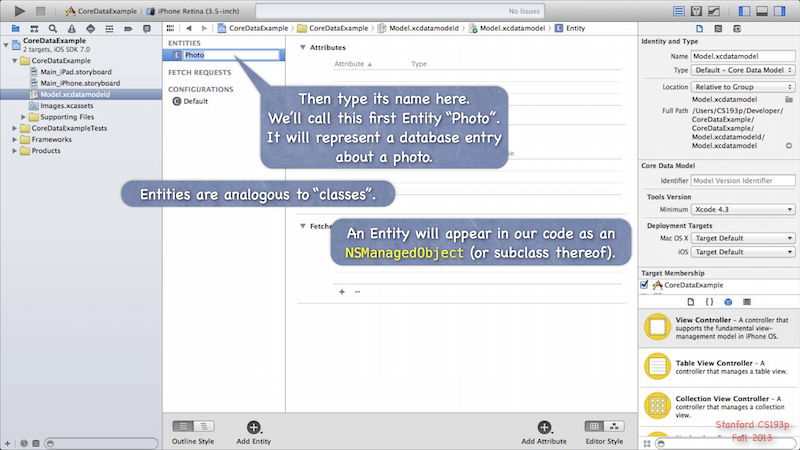 CoreDataExample
iPhone Retina (3.5-inch)
No Issues
CoreDataExample
CoreDataExample
Model.xcdatamodeld
Model.xcdatamodel
Entity
CoreDataExample
2 targets, iOS SDK 7.0
CoreDataExample
Main_iPad.storyboard
Main_iPhone.storyboard
Model.xcdatamodeld
Images.xcassets
Supporting Files
CoreDataExampleTests
Frameworks
Products
ENTITIES
E Photo
FETCH REQUESTS
CONFIGURATIONS
C Default
Attributes
Attribute
Type
Then type its name here.
We'll call this first Entity “Photo”.
It will represent a database entry
about a photo.
Entities are analogous to “classes”.
Fetche
An Entity will appear in our code as an
NSManagedObject (or subclass thereof).
Outline Style
Add Entity
Add Attribute
Editor Style
Identity and Type
Name Model.xcdatamodel
Type Default - Core Data Model
Location Relative to Group
Model.xcdatamodel
Full Path /Users/CS193p/Developer/
CoreDataExample/
CoreDataExample/
Model.xcdatamodeld/
Model.xcdatamodel
Core Data Model
Identifier Model Version Identifier
Tools Version
Minimum Xcode 4.3
Deployment Targets
Mac OS X Target Default
iOS Target Default
Target Membership
CoreDataExample
View Controller - A controller that
supports the fundamental view-
management model in iPhone OS.
Table View Controller - A
controller that manages a table view.
Collection View Controller - A
controller that manages a collection
view.
Stanford CS193p
Fall 2013